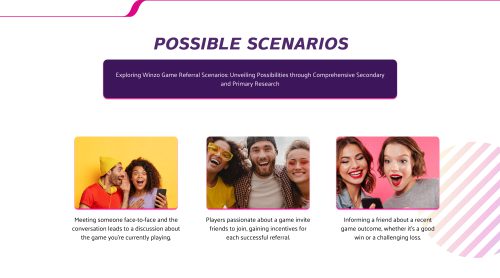 POSSIBLE SCENARIOS
Exploring Winzo Game Referral Scenarios: Unveiling Possibilities through Comprehensive Secondary
and Primary Research
Meeting someone face-to-face and the
conversation leads to a discussion about
the game you're currently playing.
Players passionate about a game invite
friends to join, gaining incentives for
each successful referral.
Informing a friend about a recent
game outcome, whether it's a good
win or a challenging loss.